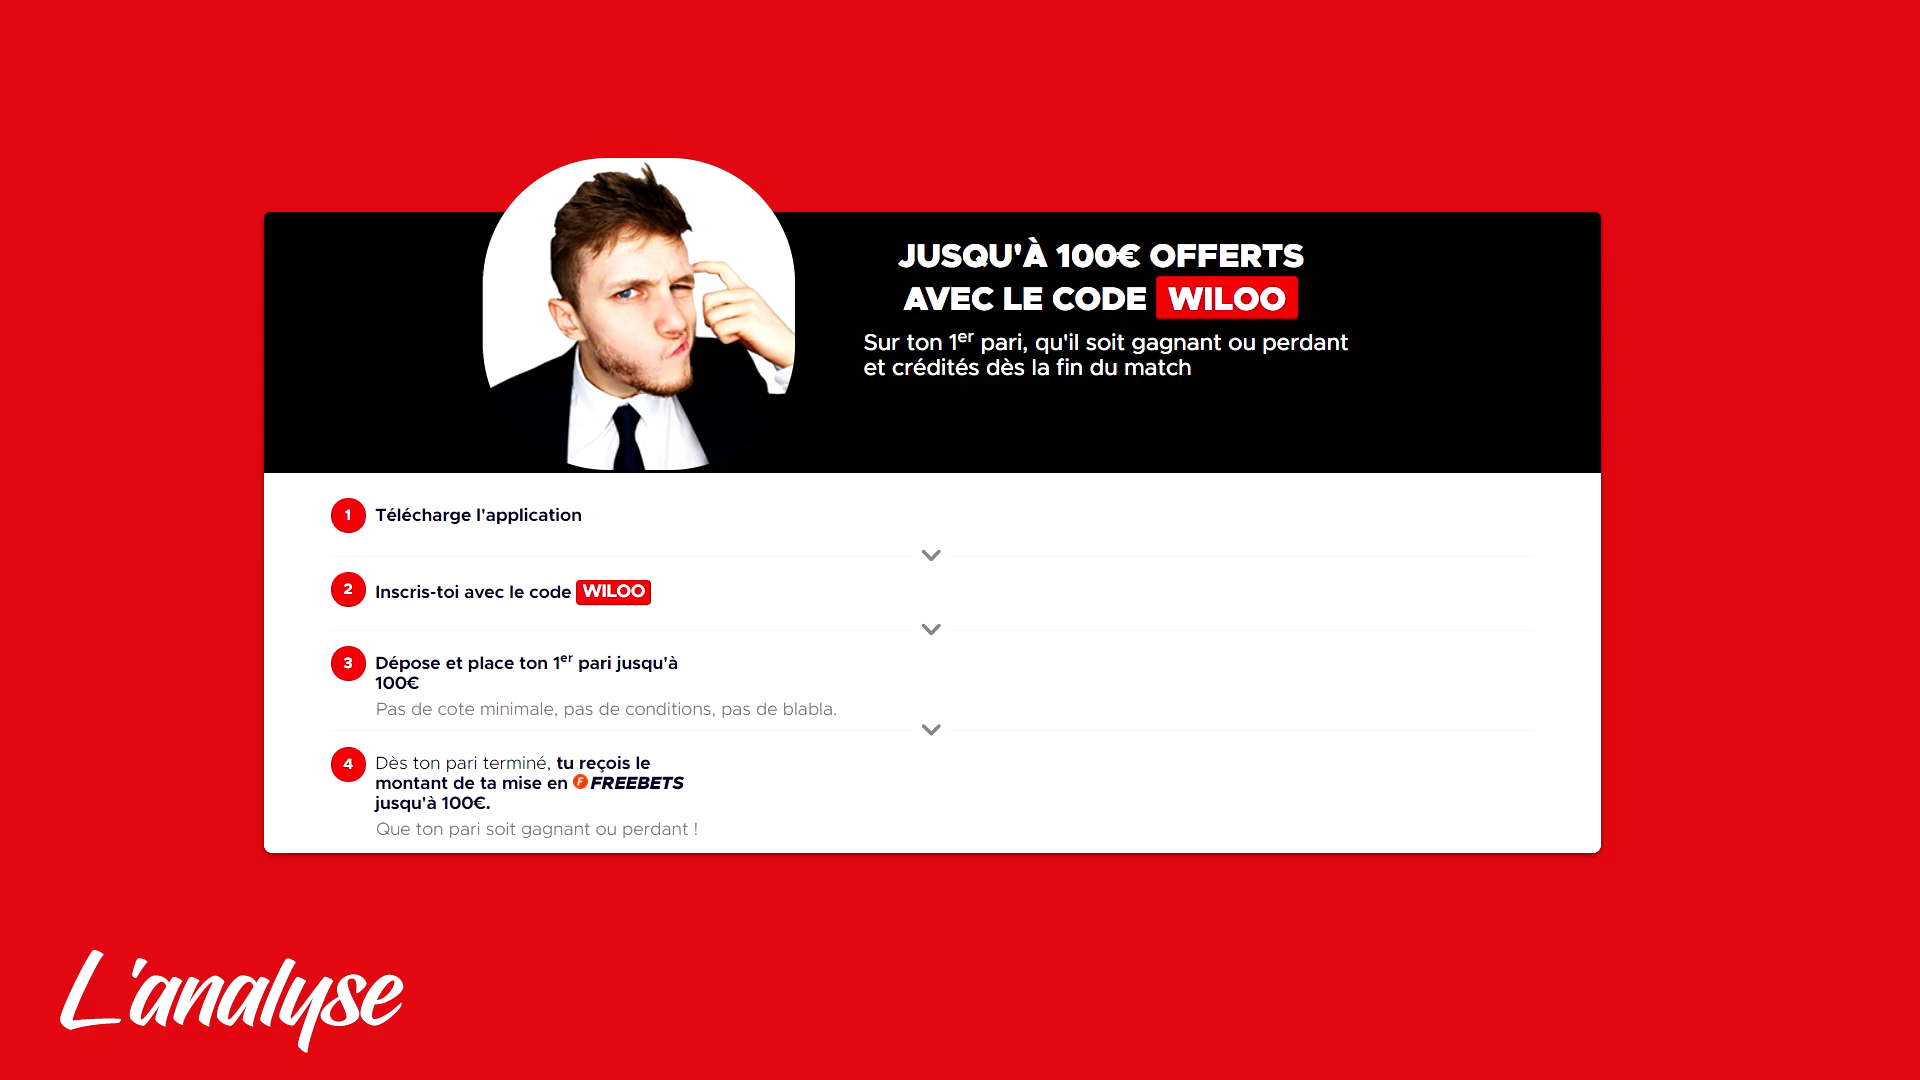 JUSQU'À 100€ OFFERTS
AVEC LE CODE WILOO
Sur ton 1er pari, qu'il soit gagnant ou perdant
et crédités dès la fin du match
1 Télécharge l'application
2 Inscris-toi avec le code WILOO
3 Dépose et place ton 1er pari jusqu'à
100€
Pas de cote minimale, pas de conditions, pas de blabla.
4 Dès ton pari terminé, tu reçois le
montant de ta mise en F FREEBETS
jusqu'à 100€.
Que ton pari soit gagnant ou perdant !
L'analyse